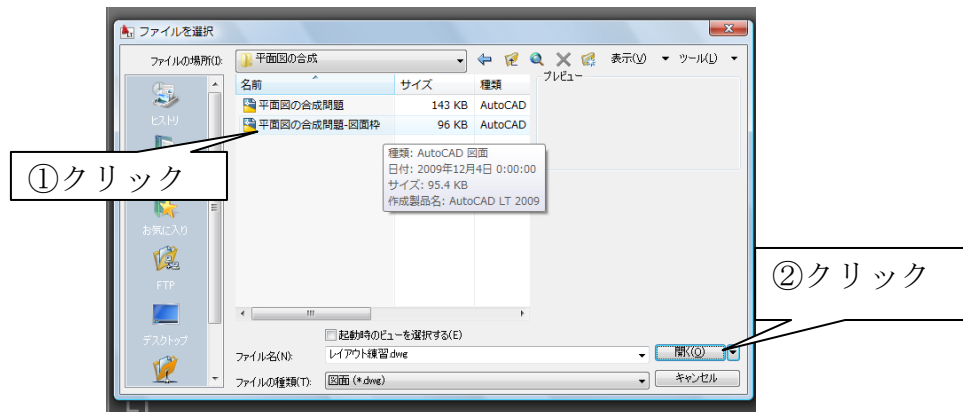 ファイルを選択
ファイルの場所(I):
平面図の合成
表示(V)
ツール(L)
名前
サイズ
種類
プレビュー
平面図の合成問題
143 KB
AutoCAD
平面図の合成問題-図面枠
96 KB
AutoCAD
ヒストリ
種類: AutoCAD 図面
日付: 2009年12月4日 0:00:00
サイズ: 95.4 KB
作成製品名: AutoCAD LT 2009
①クリック
お気に入り
FTP
②クリック
デスクトップ
起動時のビューを選択する(E)
ファイル名(N):
レイアウト練習.dwg
開く(O)
ファイルの種類(T):
図面 (*.dwg)
キャンセル